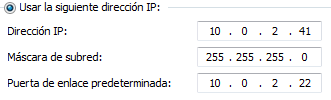 Usar la siguiente dirección IP:
Dirección IP: 10 . 0 . 2 . 41
Máscara de subred: 255 . 255 . 255 . 0
Puerta de enlace predeterminada: 10 . 0 . 2 . 22